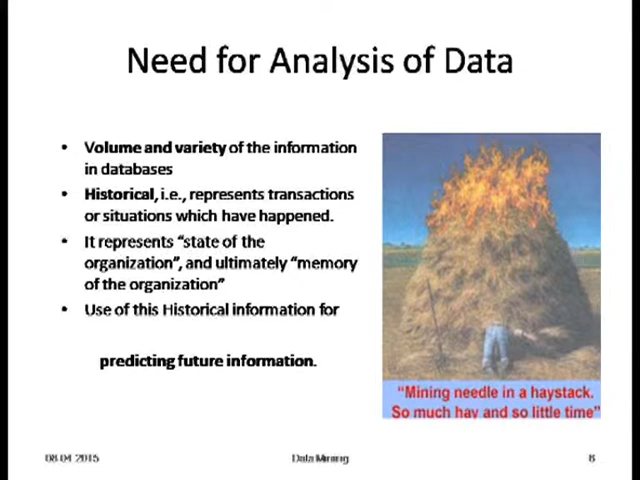 Need for Analysis of Data
• Volume and variety of the information
in databases
• Historical, i.e., represents transactions
or situations which have happened.
• It represents “state of the
organization”, and ultimately “memory
of the organization”
• Use of this Historical information for
predicting future information.
“Mining needle in a haystack.
So much hay and so little time”
08.04.2015 Data Mining 8